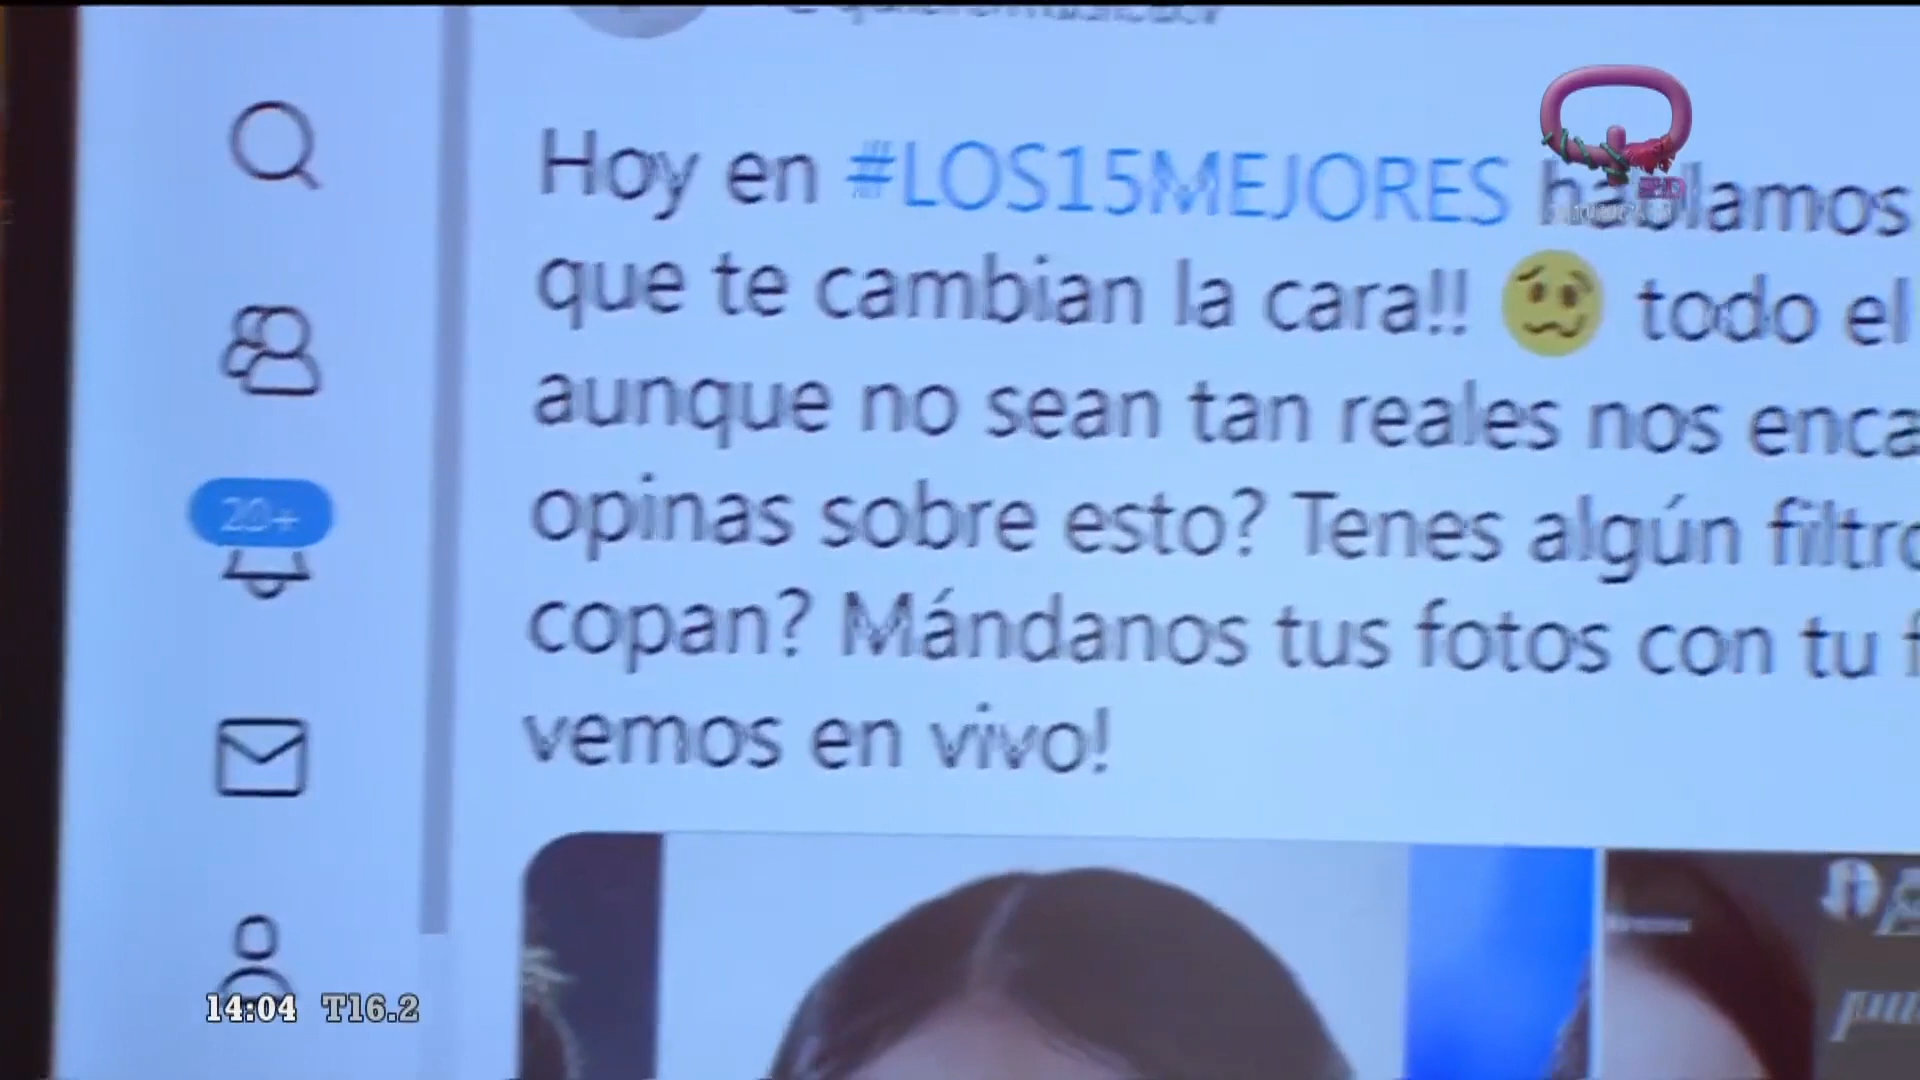 Hoy en #LOS15MEJORES hablamos
que te cambian la cara!! todo el
aunque no sean tan reales nos enca
opinas sobre esto? Tenes algún filtro
copan? Mándanos tus fotos con tu f
vemos en vivo!
20+
14:04 T16.2